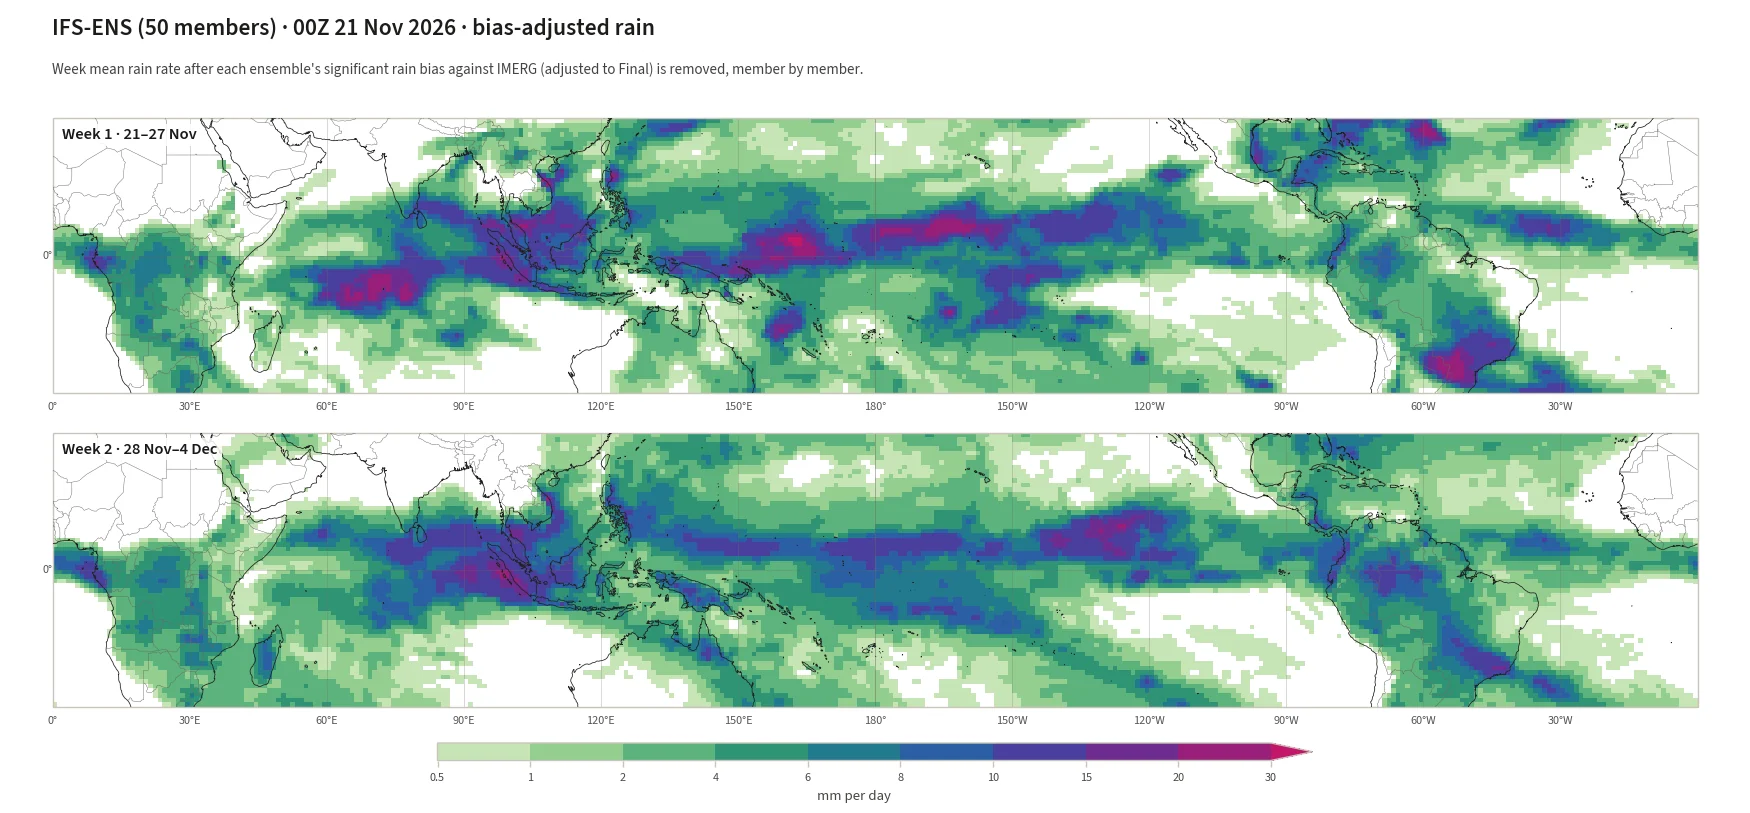 IFS-ENS (50 members) · 00Z 21 Nov 2026 · bias-adjusted rain
Week mean rain rate after each ensemble's significant rain bias against IMERG (adjusted to Final) is removed, member by member.
Week 1 · 21–27 Nov
0°
0° 30°E 60°E 90°E 120°E 150°E 180° 150°W 120°W 90°W 60°W 30°W
Week 2 · 28 Nov–4 Dec
0°
0° 30°E 60°E 90°E 120°E 150°E 180° 150°W 120°W 90°W 60°W 30°W
0.5 1 2 4 6 8 10 15 20 30
mm per day